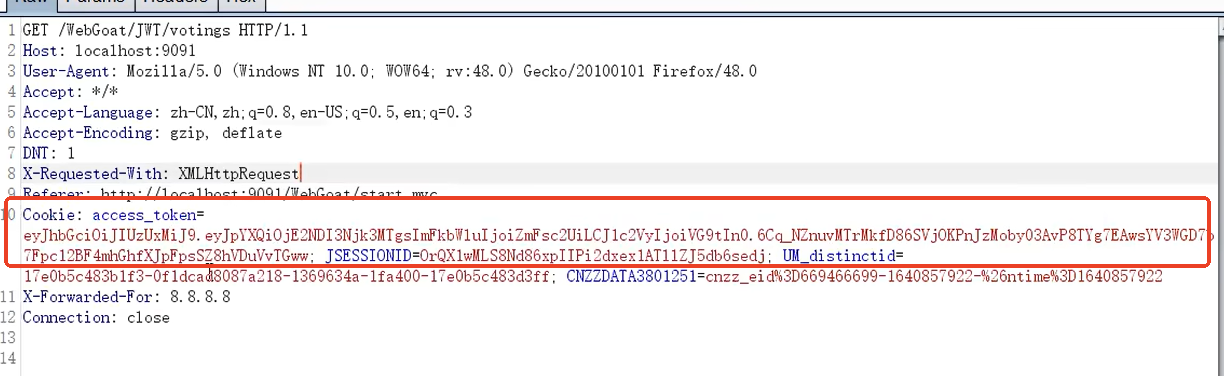 Raw Params Headers Hex
1 GET /WebGoat/JWT/votings HTTP/1.1
2 Host: localhost:9091
3 User-Agent: Mozilla/5.0 (Windows NT 10.0; WOW64; rv:48.0) Gecko/20100101 Firefox/48.0
4 Accept: */*
5 Accept-Language: zh-CN,zh;q=0.8,en-US;q=0.5,en;q=0.3
6 Accept-Encoding: gzip, deflate
7 DNT: 1
8 X-Requested-With: XMLHttpRequest
9 Referer: http://localhost:9091/WebGoat/start.mvc
10 Cookie: access_token=
eyJhbGciOiJIUzUxMiJ9.eyJpYXQiOjE2NDI3Njk3MTgsImFkbWluIjoiZmFsc2UiLCJ1c2VyIjoiVG9tIn0.6Cq_NZnuvMTrMkfD86SVjOKPnJzMoby03AvP8TYg7EAwsYV3WGD7b
7Fpc12BF4mhGhfXJpFpsSZ8hVDuVvTGww; JSESSIONID=OrQX1wMLS8Nd86xpIIPi2dxex1AT11ZJ5db6sedj; UM_distinctid=
17e0b5c483b1f3-0f1dcad8087a218-1369634a-1fa400-17e0b5c483d3ff; CNZZDATA3801251=cnzz_eid%3D669466699-1640857922-%26ntime%3D1640857922
11 X-Forwarded-For: 8.8.8.8
12 Connection: close
13
14